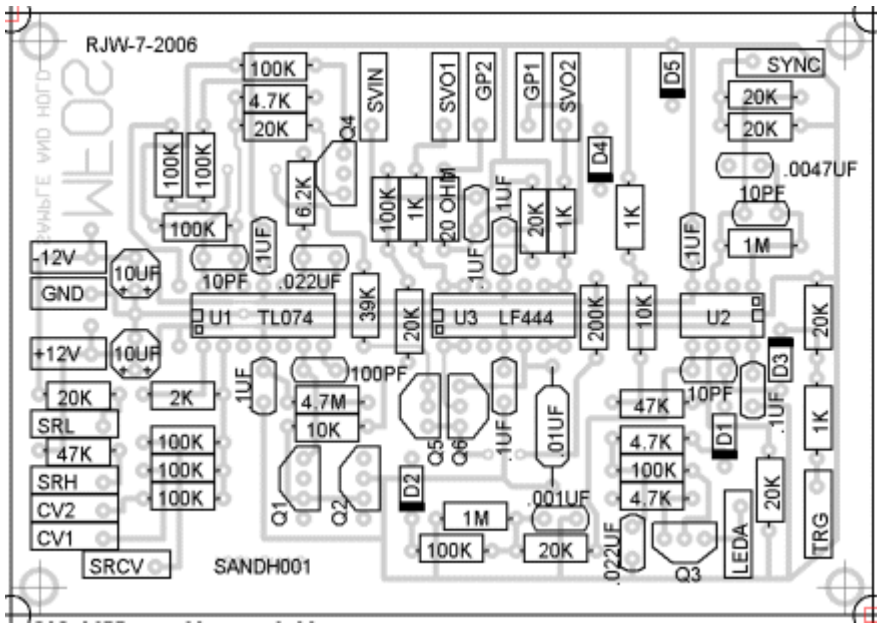 RJW-7-2006
MFOS
SAMPLE AND HOLD
100K
4.7K
20K
Q4
SVIN
SVO1
GP2
GP1
SVO2
D5
SYNC
20K
20K
.0047UF
D4
100K
100K
6.2K
100K
1K
20 OHM
.1UF
20K
1K
1K
10PF
1M
100K
.1UF
.1UF
.1UF
-12V
10UF
GND
10PF
.022UF
39K
U1 TL074
20K
U3 LF444
200K
10K
U2
20K
+12V
10UF
.1UF
100PF
D3
20K
2K
4.7M
10K
Q5
Q6
.1UF
.01UF
47K
10PF
.1UF
1K
SRL
47K
100K
100K
100K
4.7K
100K
4.7K
D1
20K
SRH
CV2
CV1
Q1
Q2
D2
1M
.001UF
TRG
SRCV
SANDH001
100K
20K
.022UF
Q3
LEDA